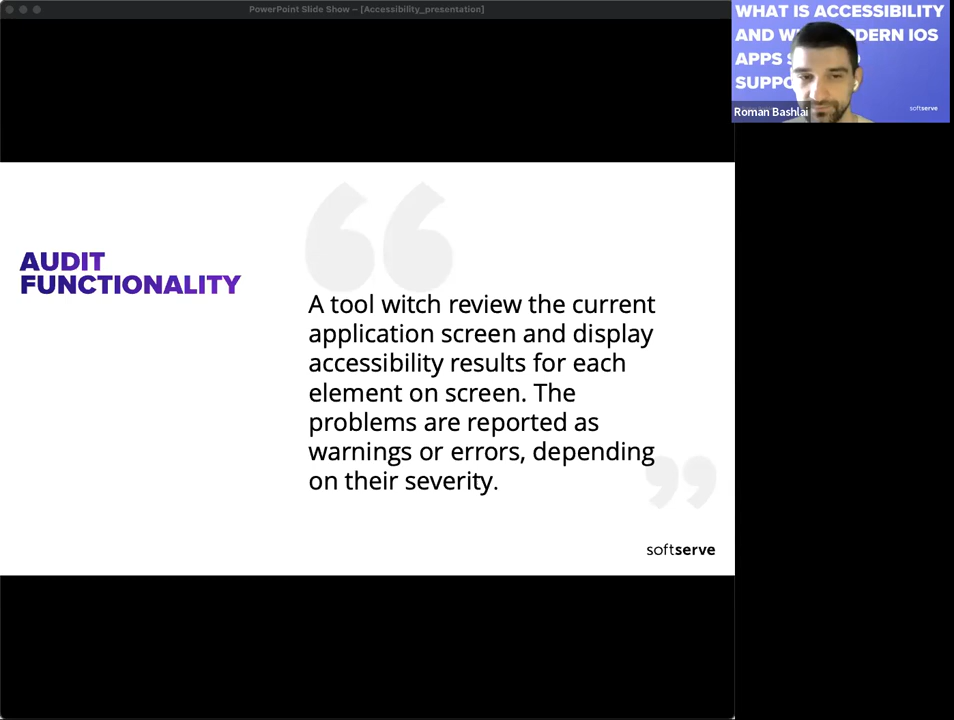 PowerPoint Slide Show – [Accessibility_presentation]
WHAT IS ACCESSIBILITY
AND W DERN IOS
APPS S
SUPPO
softserve
Roman Bashlai
AUDIT
FUNCTIONALITY
A tool witch review the current
application screen and display
accessibility results for each
element on screen. The
problems are reported as
warnings or errors, depending
on their severity.
softserve